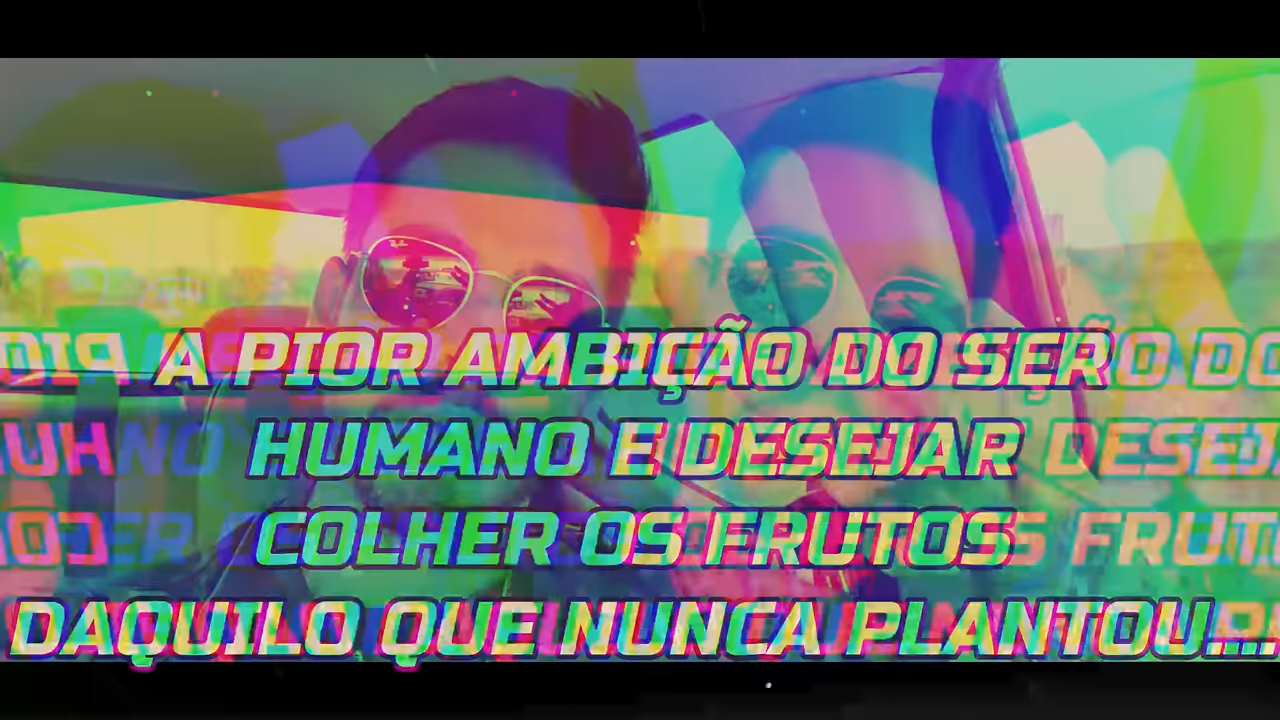 A PIOR AMBIÇÃO DO SER
HUMANO E DESEJAR
COLHER OS FRUTOS
DAQUILO QUE NUNCA PLANTOU...